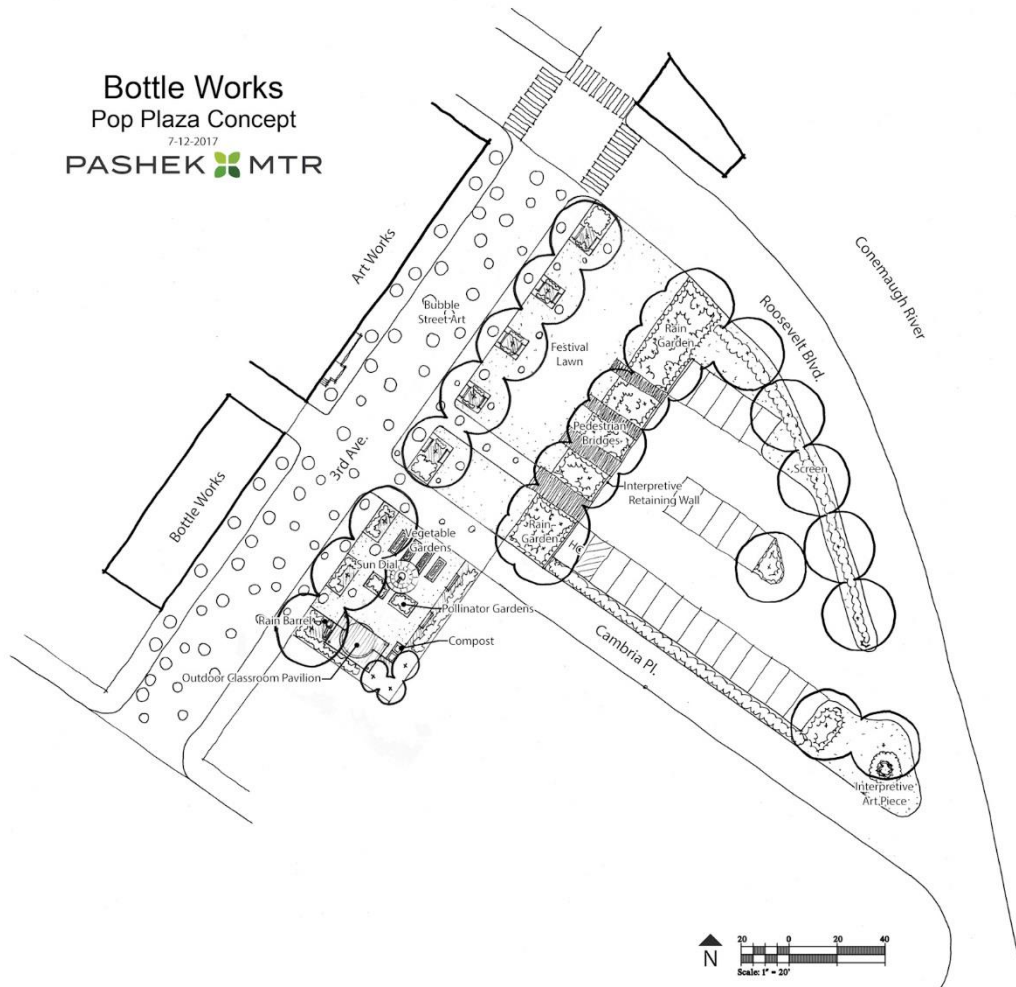 Bottle Works
Pop Plaza Concept
7-12-2017
PASHEK MTR
Art Works
Bubble
Street Art
Festival
Lawn
Rain
Garden
Roosevelt Blvd.
Conemaugh River
Pedestrian
Bridges
Interpretive
Retaining Wall
Screen
3rd Ave.
Bottle Works
Rain
Garden
HC
Vegetable
Gardens
Sun Dial
Pollinator Gardens
Rain Barrel
Compost
Outdoor Classroom Pavilion
Cambria Pl.
Interpretive
Art Piece
N
20 0 20 40
Scale: 1" = 20'